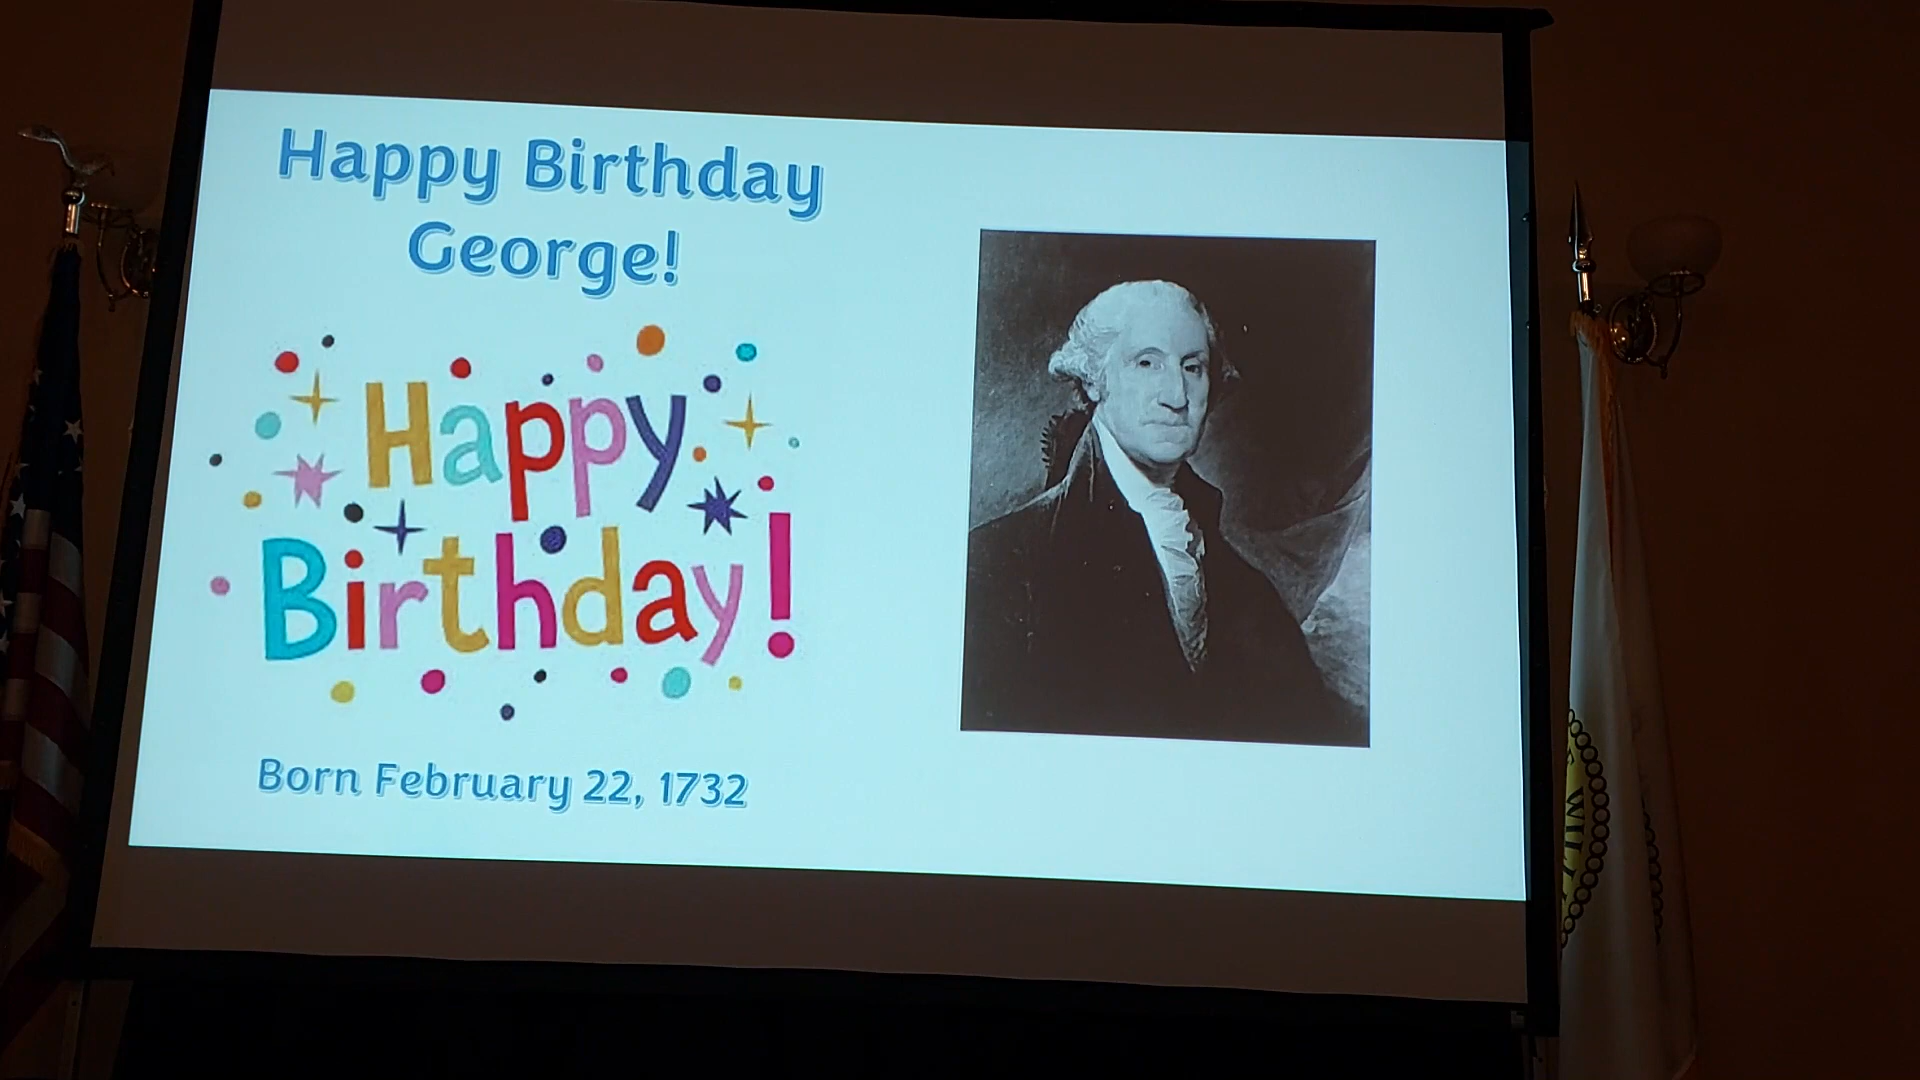 Happy Birthday
George!
Happy
Birthday!
Born February 22, 1732